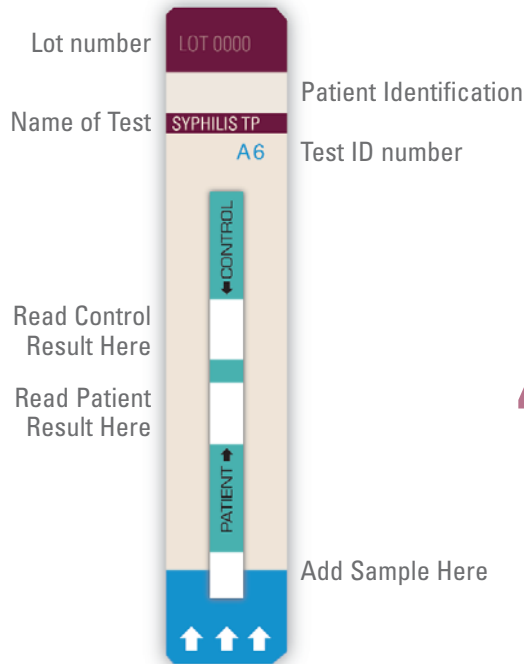 Lot number
LOT 0000
Patient Identification
Name of Test
SYPHILIS TP
A6
Test ID number
CONTROL
Read Control
Result Here
Read Patient
Result Here
PATIENT
Add Sample Here